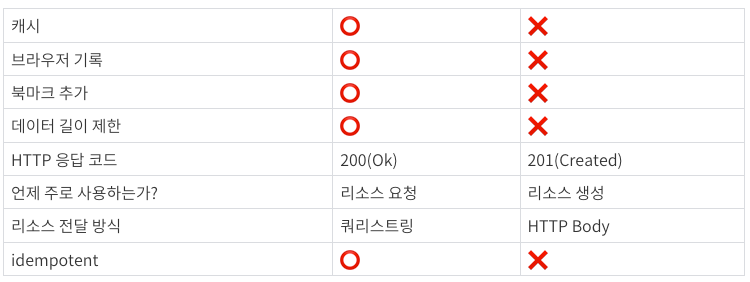 캐시 ⭕ ❌
브라우저 기록 ⭕ ❌
북마크 추가 ⭕ ❌
데이터 길이 제한 ⭕ ❌
HTTP 응답 코드 200(Ok) 201(Created)
언제 주로 사용하는가? 리소스 요청 리소스 생성
리소스 전달 방식 쿼리스트링 HTTP Body
idempotent ⭕ ❌